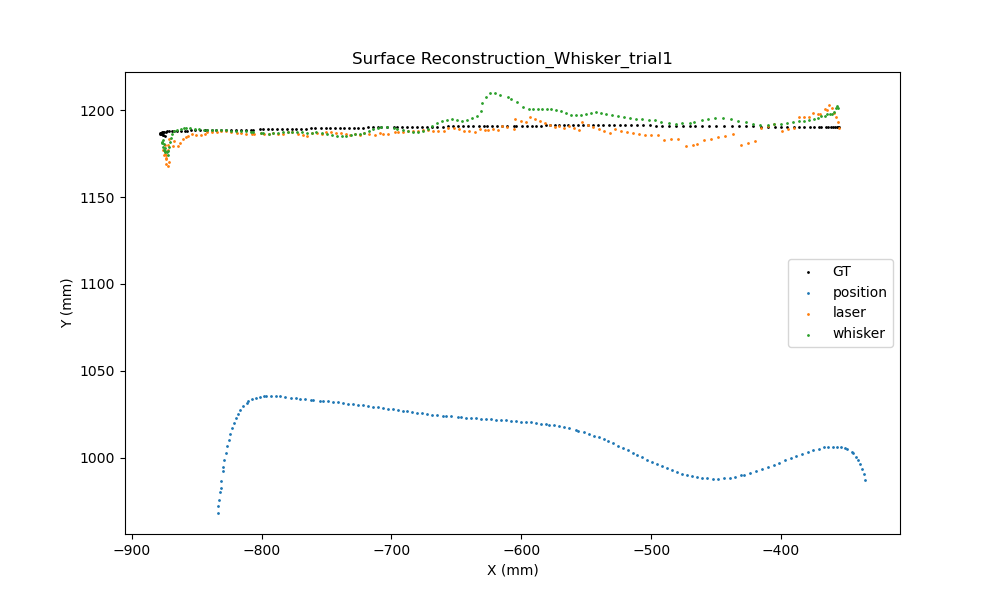 Surface Reconstruction_Whisker_trial1
1200
1150
1100
1050
1000
Y (mm)
GT
position
laser
whisker
−900
−800
−700
−600
−500
−400
X (mm)